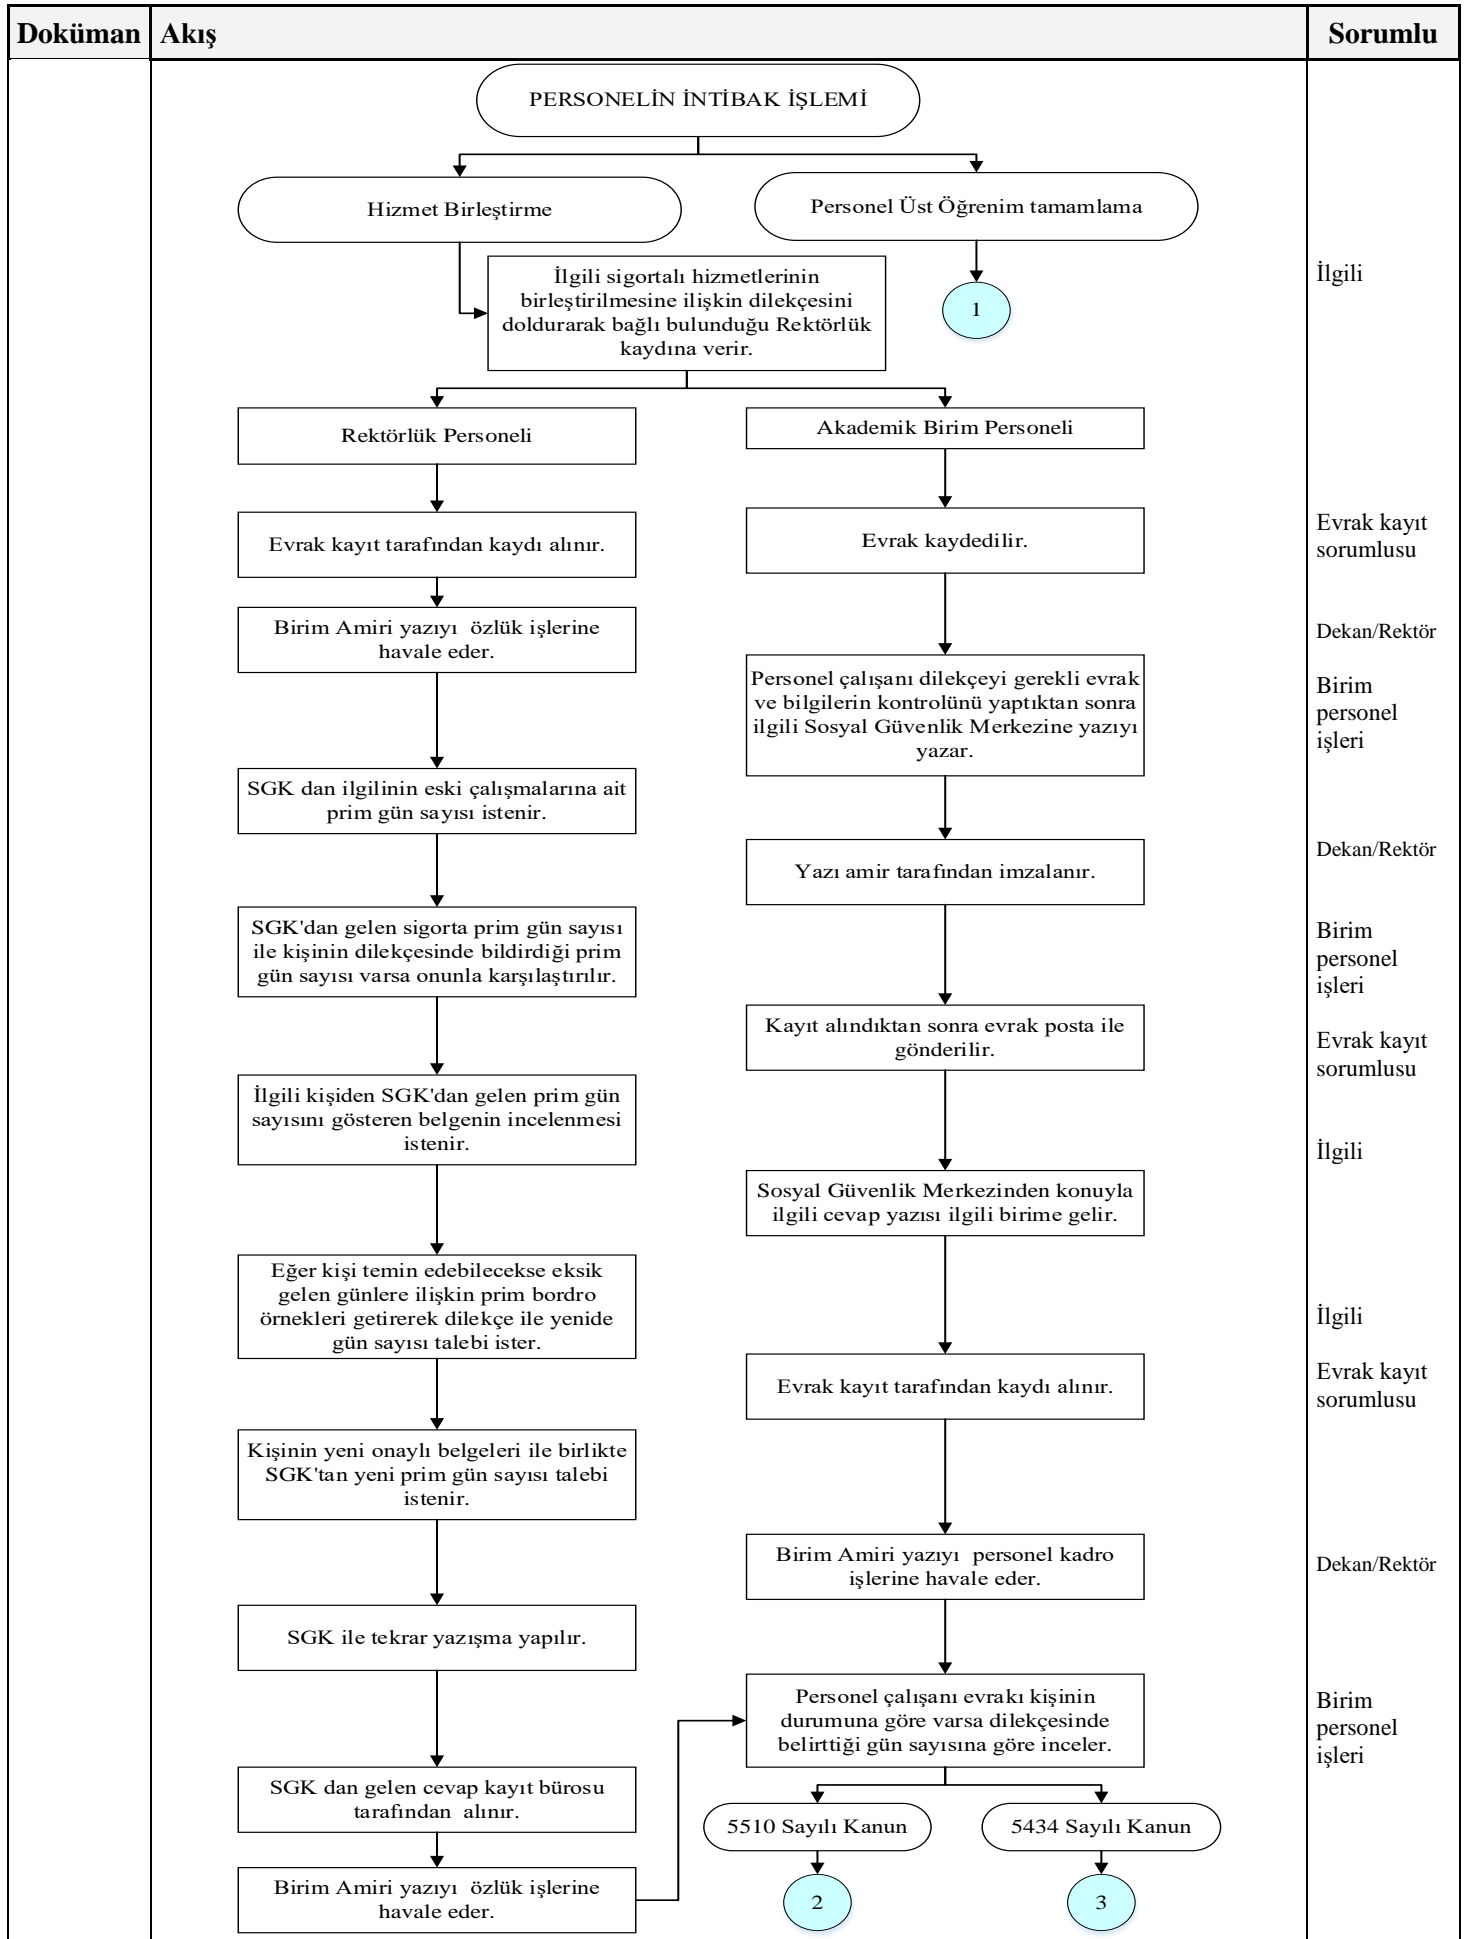 Doküman Akış Sorumlu
PERSONELİN İNTİBAK İŞLEMİ
Hizmet Birleştirme
Personel Üst Öğrenim tamamlama
1
İlgili sigortalı hizmetlerinin
birleştirilmesine ilişkin dilekçesini
doldurarak bağlı bulunduğu Rektörlük
kaydına verir.
Rektörlük Personeli
Evrak kayıt tarafından kaydı alınır.
Birim Amiri yazıyı  özlük işlerine
havale eder.
SGK dan ilgilinin eski çalışmalarına ait
prim gün sayısı istenir.
SGK'dan gelen sigorta prim gün sayısı
ile kişinin dilekçesinde bildirdiği prim
gün sayısı varsa onunla karşılaştırılır.
İlgili kişiden SGK'dan gelen prim gün
sayısını gösteren belgenin incelenmesi
istenir.
Eğer kişi temin edebilecekse eksik
gelen günlere ilişkin prim bordro
örnekleri getirerek dilekçe ile yenide
gün sayısı talebi ister.
Kişinin yeni onaylı belgeleri ile birlikte
SGK'tan yeni prim gün sayısı talebi
istenir.
SGK ile tekrar yazışma yapılır.
SGK dan gelen cevap kayıt bürosu
tarafından  alınır.
Birim Amiri yazıyı  özlük işlerine
havale eder.
Akademik Birim Personeli
Evrak kaydedilir.
Personel çalışanı dilekçeyi gerekli evrak
ve bilgilerin kontrolünü yaptıktan sonra
ilgili Sosyal Güvenlik Merkezine yazıyı
yazar.
Yazı amir tarafından imzalanır.
Kayıt alındıktan sonra evrak posta ile
gönderilir.
Sosyal Güvenlik Merkezinden konuyla
ilgili cevap yazısı ilgili birime gelir.
Evrak kayıt tarafından kaydı alınır.
Birim Amiri yazıyı  personel kadro
işlerine havale eder.
Personel çalışanı evrakı kişinin
durumuna göre varsa dilekçesinde
belirttiği gün sayısına göre inceler.
5510 Sayılı Kanun
5434 Sayılı Kanun
2
3
İlgili
Evrak kayıt
sorumlusu
Dekan/Rektör
Birim
personel
işleri
Dekan/Rektör
Birim
personel
işleri
Evrak kayıt
sorumlusu
İlgili
İlgili
Evrak kayıt
sorumlusu
Dekan/Rektör
Birim
personel
işleri